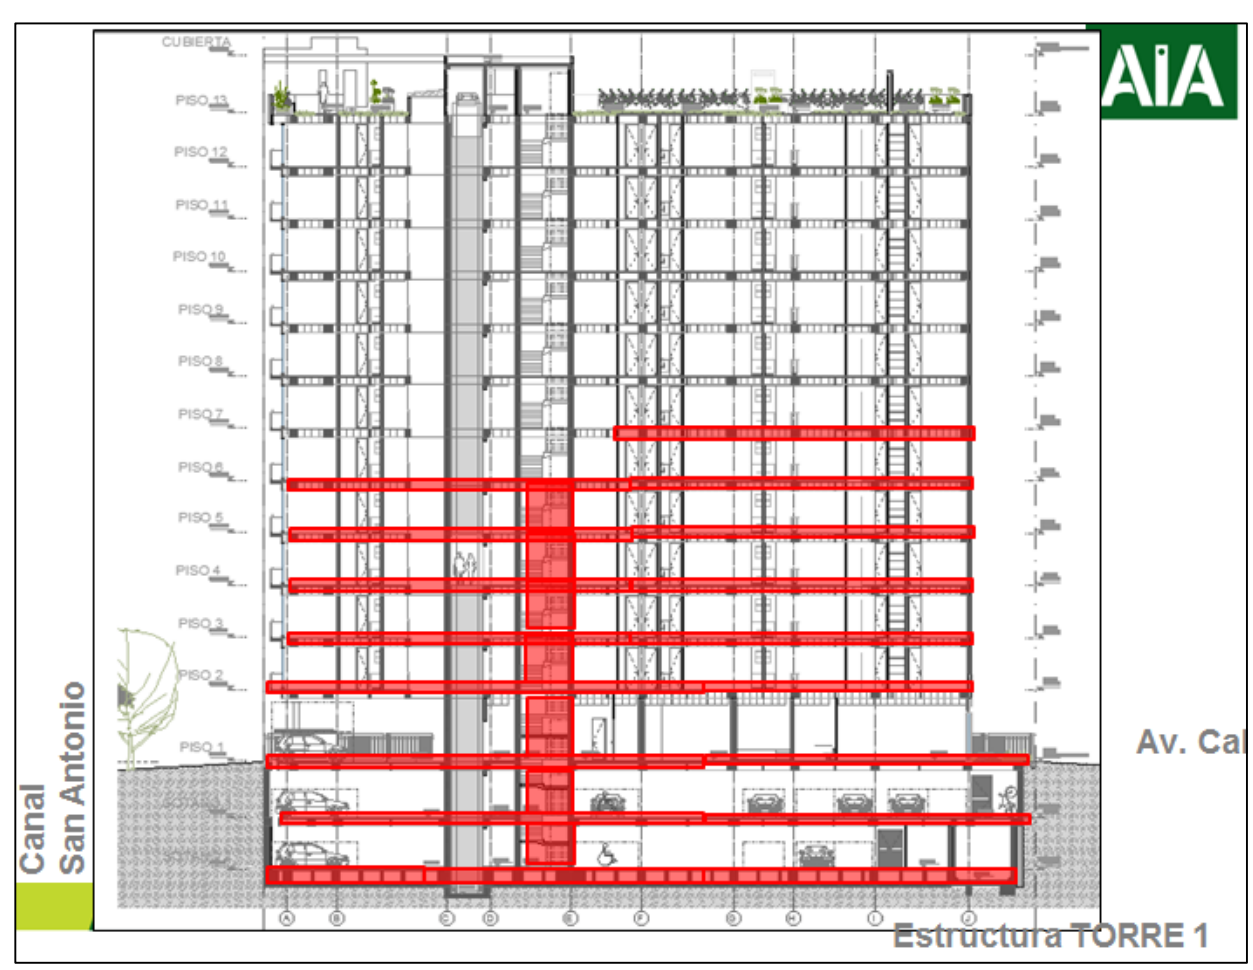 CUBIERTA
AIA
PISO 13
PISO 12
PISO 11
PISO 10
PISO 9
PISO 8
PISO 7
PISO 6
PISO 5
PISO 4
PISO 3
PISO 2
PISO 1
Av. Cal
Canal
San Antonio
A B C D E F G H I J
Estructura TORRE 1